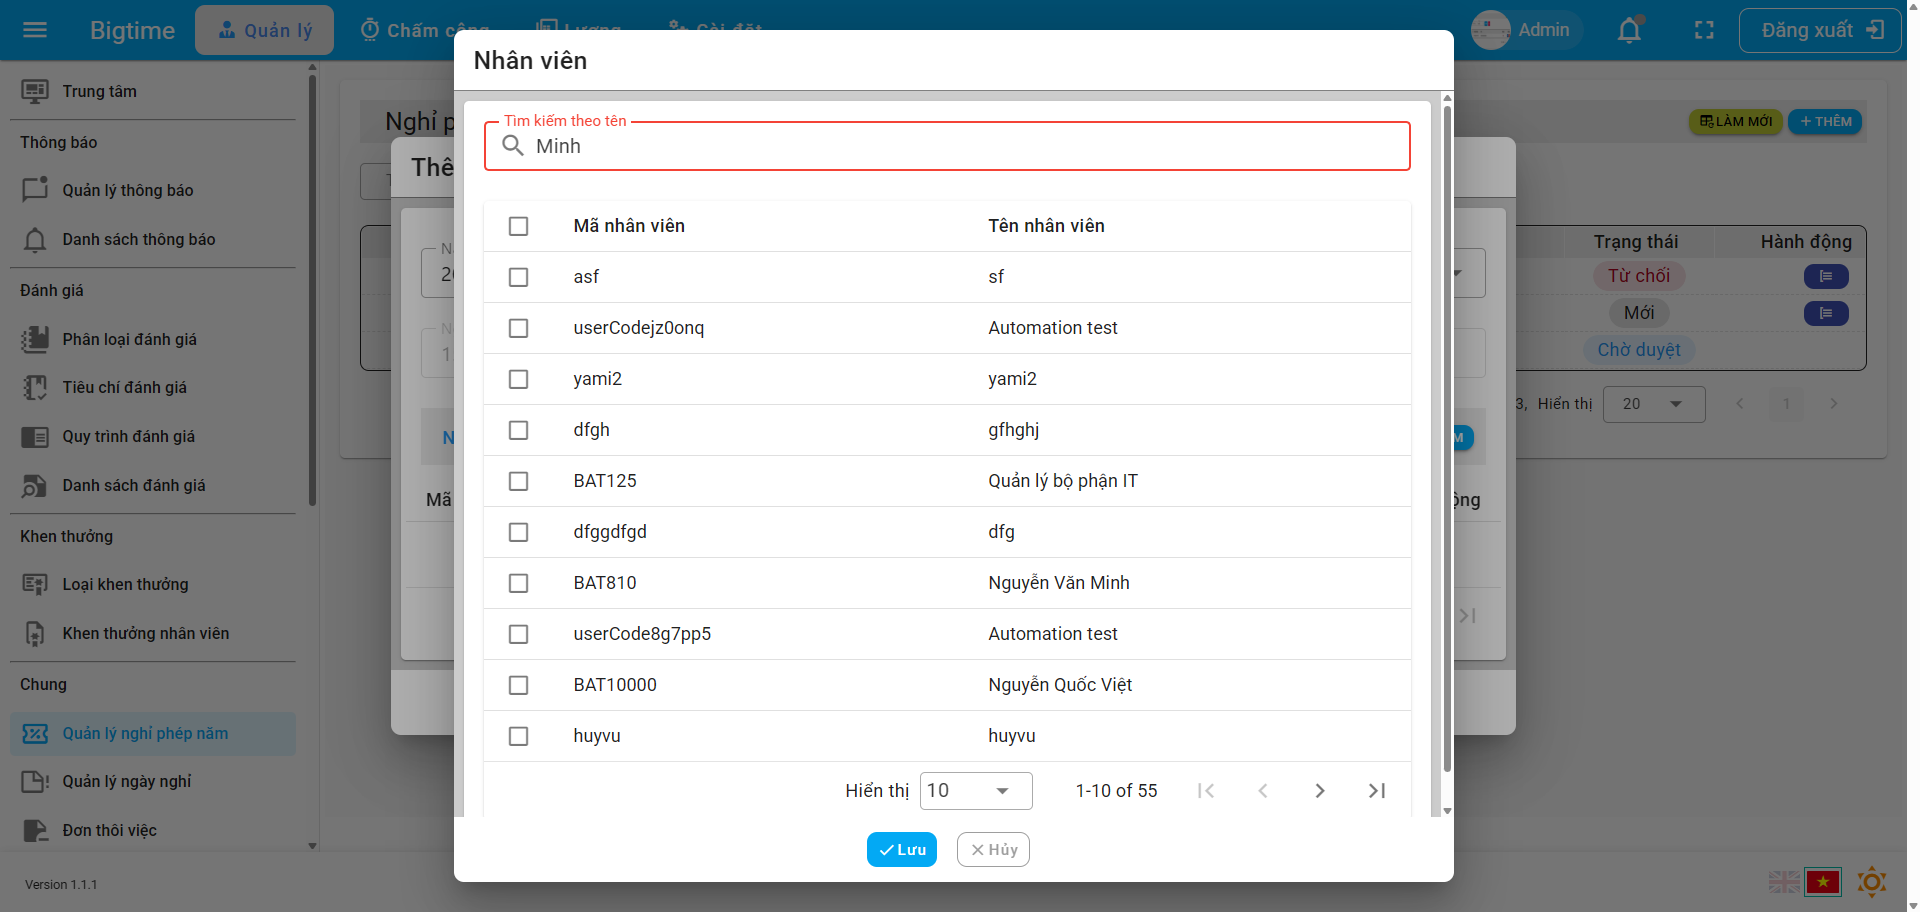 Bigtime
Quản lý
Chấm công
Lương
Cài đặt
Admin
Đăng xuất
Trung tâm
Thông báo
Quản lý thông báo
Danh sách thông báo
Đánh giá
Phân loại đánh giá
Tiêu chí đánh giá
Quy trình đánh giá
Danh sách đánh giá
Khen thưởng
Loại khen thưởng
Khen thưởng nhân viên
Chung
Quản lý nghỉ phép năm
Quản lý ngày nghỉ
Đơn thôi việc
Version 1.1.1
Nghỉ p
LÀM MỚI
THÊM
Trạng thái
Hành động
Từ chối
Mới
Chờ duyệt
3, Hiển thị
20
1
Thê
20
1
N
M
Mã
ộng
Nhân viên
Tìm kiếm theo tên
Minh
Mã nhân viên Tên nhân viên
asf sf
userCodejz0onq Automation test
yami2 yami2
dfgh gfhghj
BAT125 Quản lý bộ phận IT
dfggdfgd dfg
BAT810 Nguyễn Văn Minh
userCode8g7pp5 Automation test
BAT10000 Nguyễn Quốc Việt
huyvu huyvu
Hiển thị 10 1-10 of 55
Lưu
Hủy